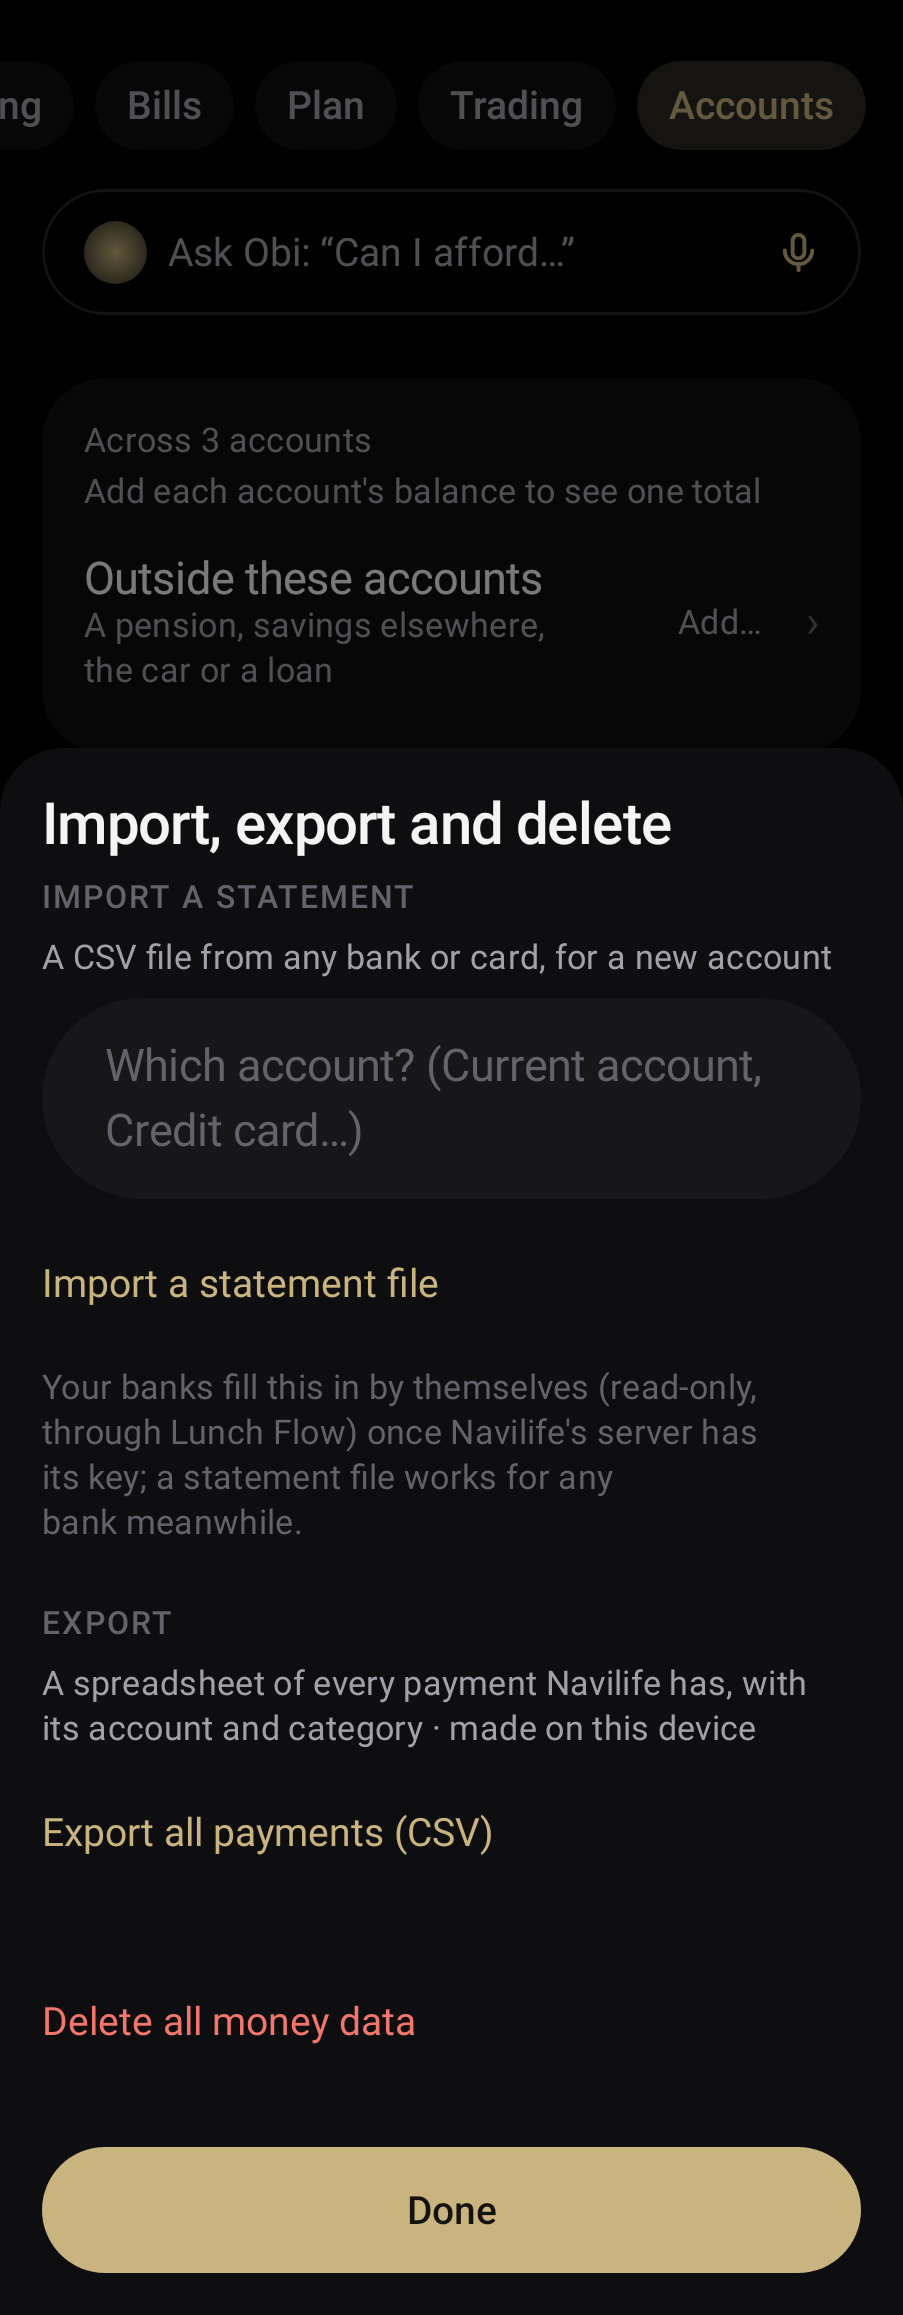 ng
Bills
Plan
Trading
Accounts
Ask Obi: “Can I afford…”
Across 3 accounts
Add each account's balance to see one total
Outside these accounts
A pension, savings elsewhere,
the car or a loan
Add…
›
Import, export and delete
IMPORT A STATEMENT
A CSV file from any bank or card, for a new account
Which account? (Current account,
Credit card…)
Import a statement file
Your banks fill this in by themselves (read-only,
through Lunch Flow) once Navilife's server has
its key; a statement file works for any
bank meanwhile.
EXPORT
A spreadsheet of every payment Navilife has, with
its account and category · made on this device
Export all payments (CSV)
Delete all money data
Done